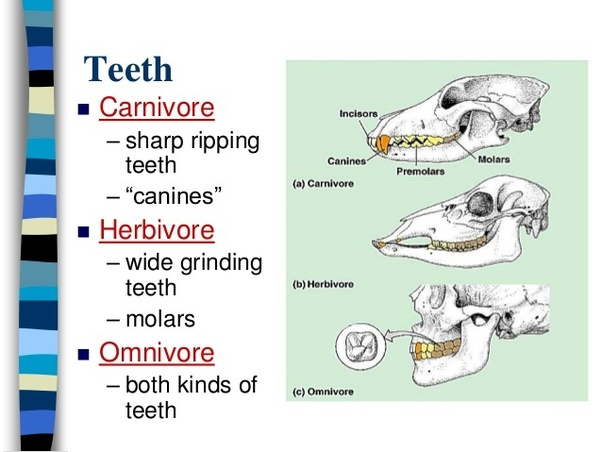 Teeth
Carnivore
– sharp ripping
teeth
– “canines”
Herbivore
– wide grinding
teeth
– molars
Omnivore
– both kinds of
teeth
Incisors
Canines
Premolars
Molars
(a) Carnivore
(b) Herbivore
(c) Omnivore